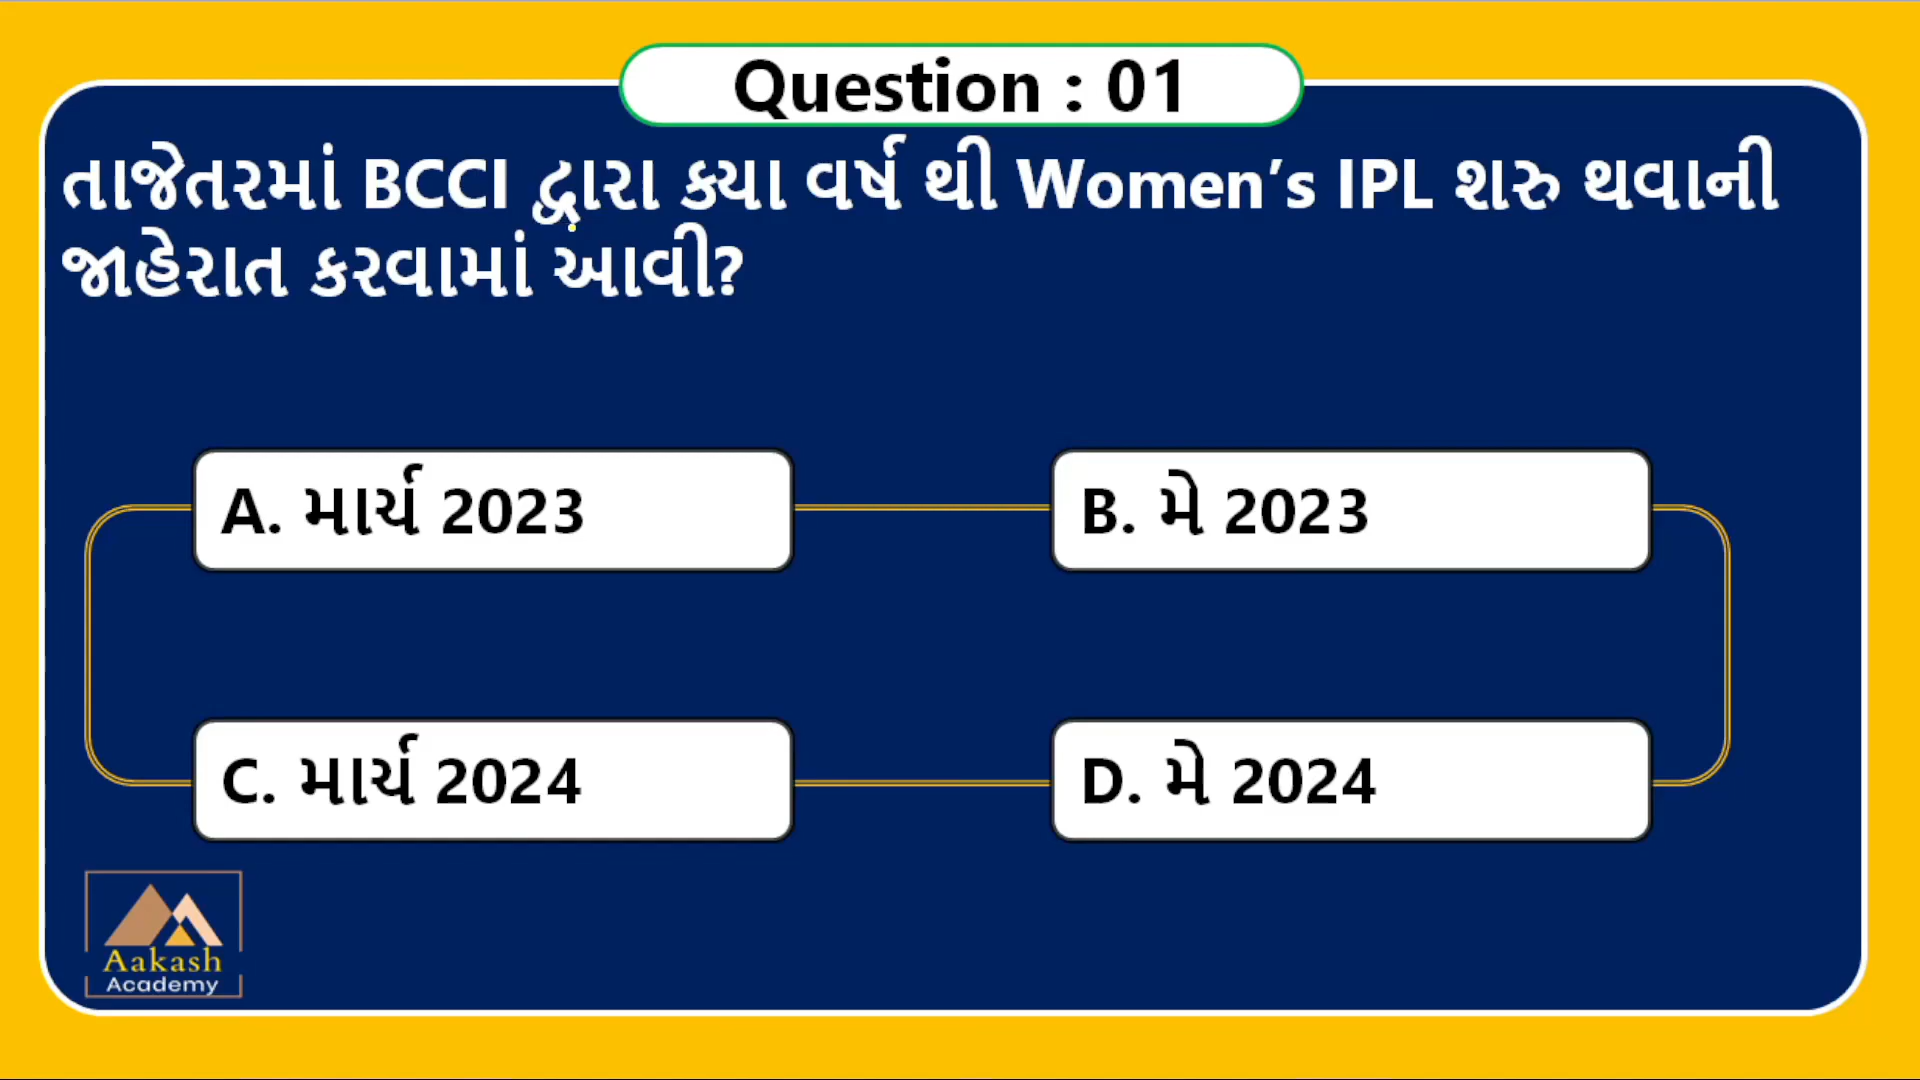 Question : 01
તાજેતરમાં BCCI દ્વારા ક્યા વર્ષ થી Women’s IPL શરુ થવાની
જાહેરાત કરવામાં આવી?
A. માર્ચ 2023
B. મે 2023
C. માર્ચ 2024
D. મે 2024
Aakash
Academy